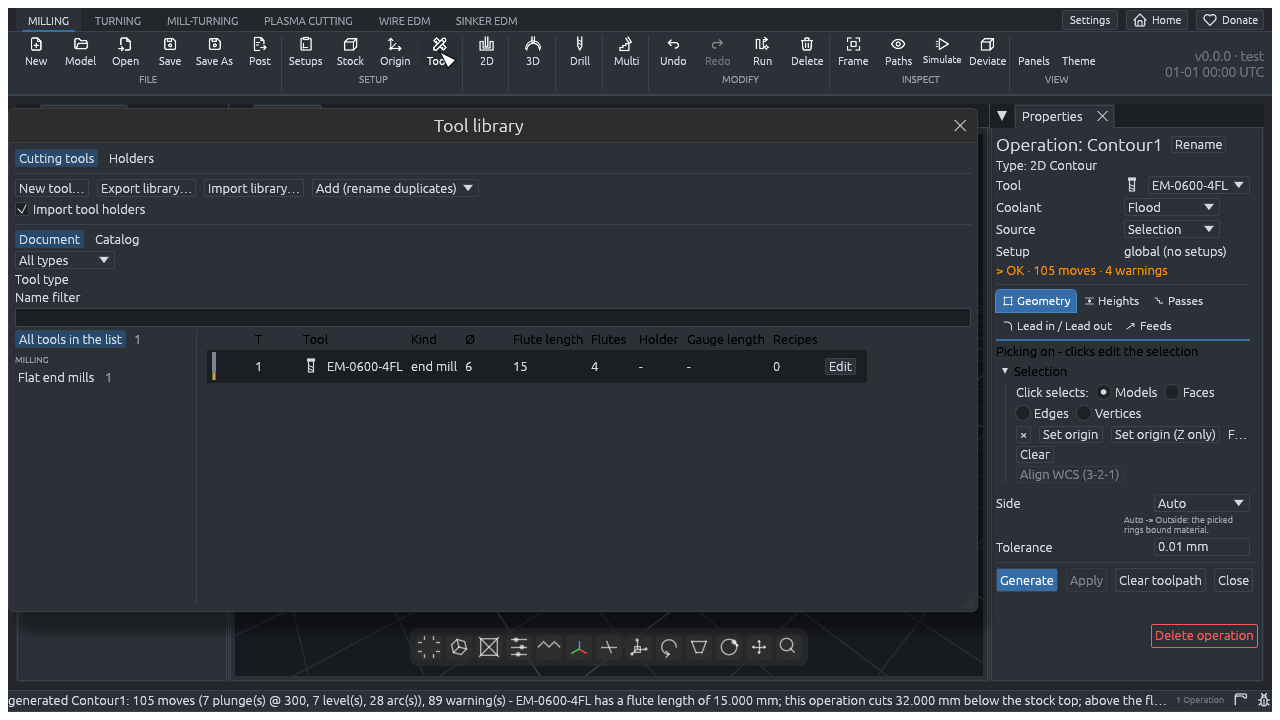 MILLING TURNING MILL-TURNING PLASMA CUTTING WIRE EDM SINKER EDM Settings Home Donate
New Model Open Save Save As Post Setups Stock Origin 2D 3D Drill Multi Undo Redo Run Delete Frame Paths Simulate Deviate Panels Theme
v0.0.0 · test
01-01 00:00 UTC
FILE SETUP MODIFY INSPECT VIEW
Tool library
Cutting tools Holders
New tool... Export library... Import library... Add (rename duplicates)
Import tool holders
Document Catalog
All types
Tool type
Name filter
All tools in the list 1
MILLING
Flat end mills 1
T Tool Kind Ø Flute length Flutes Holder Gauge length Recipes
1 EM-0600-4FL end mill 6 15 4 - - 0 Edit
Properties
Operation: Contour1 Rename
Type: 2D Contour
Tool EM-0600-4FL
Coolant Flood
Source Selection
Setup global (no setups)
> OK · 105 moves · 4 warnings
Geometry Heights Passes
Lead in / Lead out Feeds
Picking on - clicks edit the selection
Selection
Click selects: Models Faces
Edges Vertices
× Set origin Set origin (Z only) F...
Clear
Align WCS (3-2-1)
Side Auto
Auto -> Outside: the picked
rings bound material.
Tolerance 0.01 mm
Generate Apply Clear toolpath Close
Delete operation
generated Contour1: 105 moves (7 plunge(s) @ 300, 7 level(s), 28 arc(s)), 89 warning(s) - EM-0600-4FL has a flute length of 15.000 mm; this operation cuts 32.000 mm below the stock top; above the fl... 1 Operation